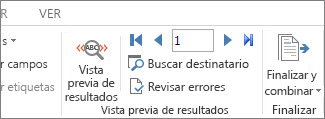 R
VER
s
r campos
r etiquetas
ABC
Vista
previa de
resultados
1
Buscar destinatario
Revisar errores
Vista previa de resultados
Finalizar y
combinar
Finalizar